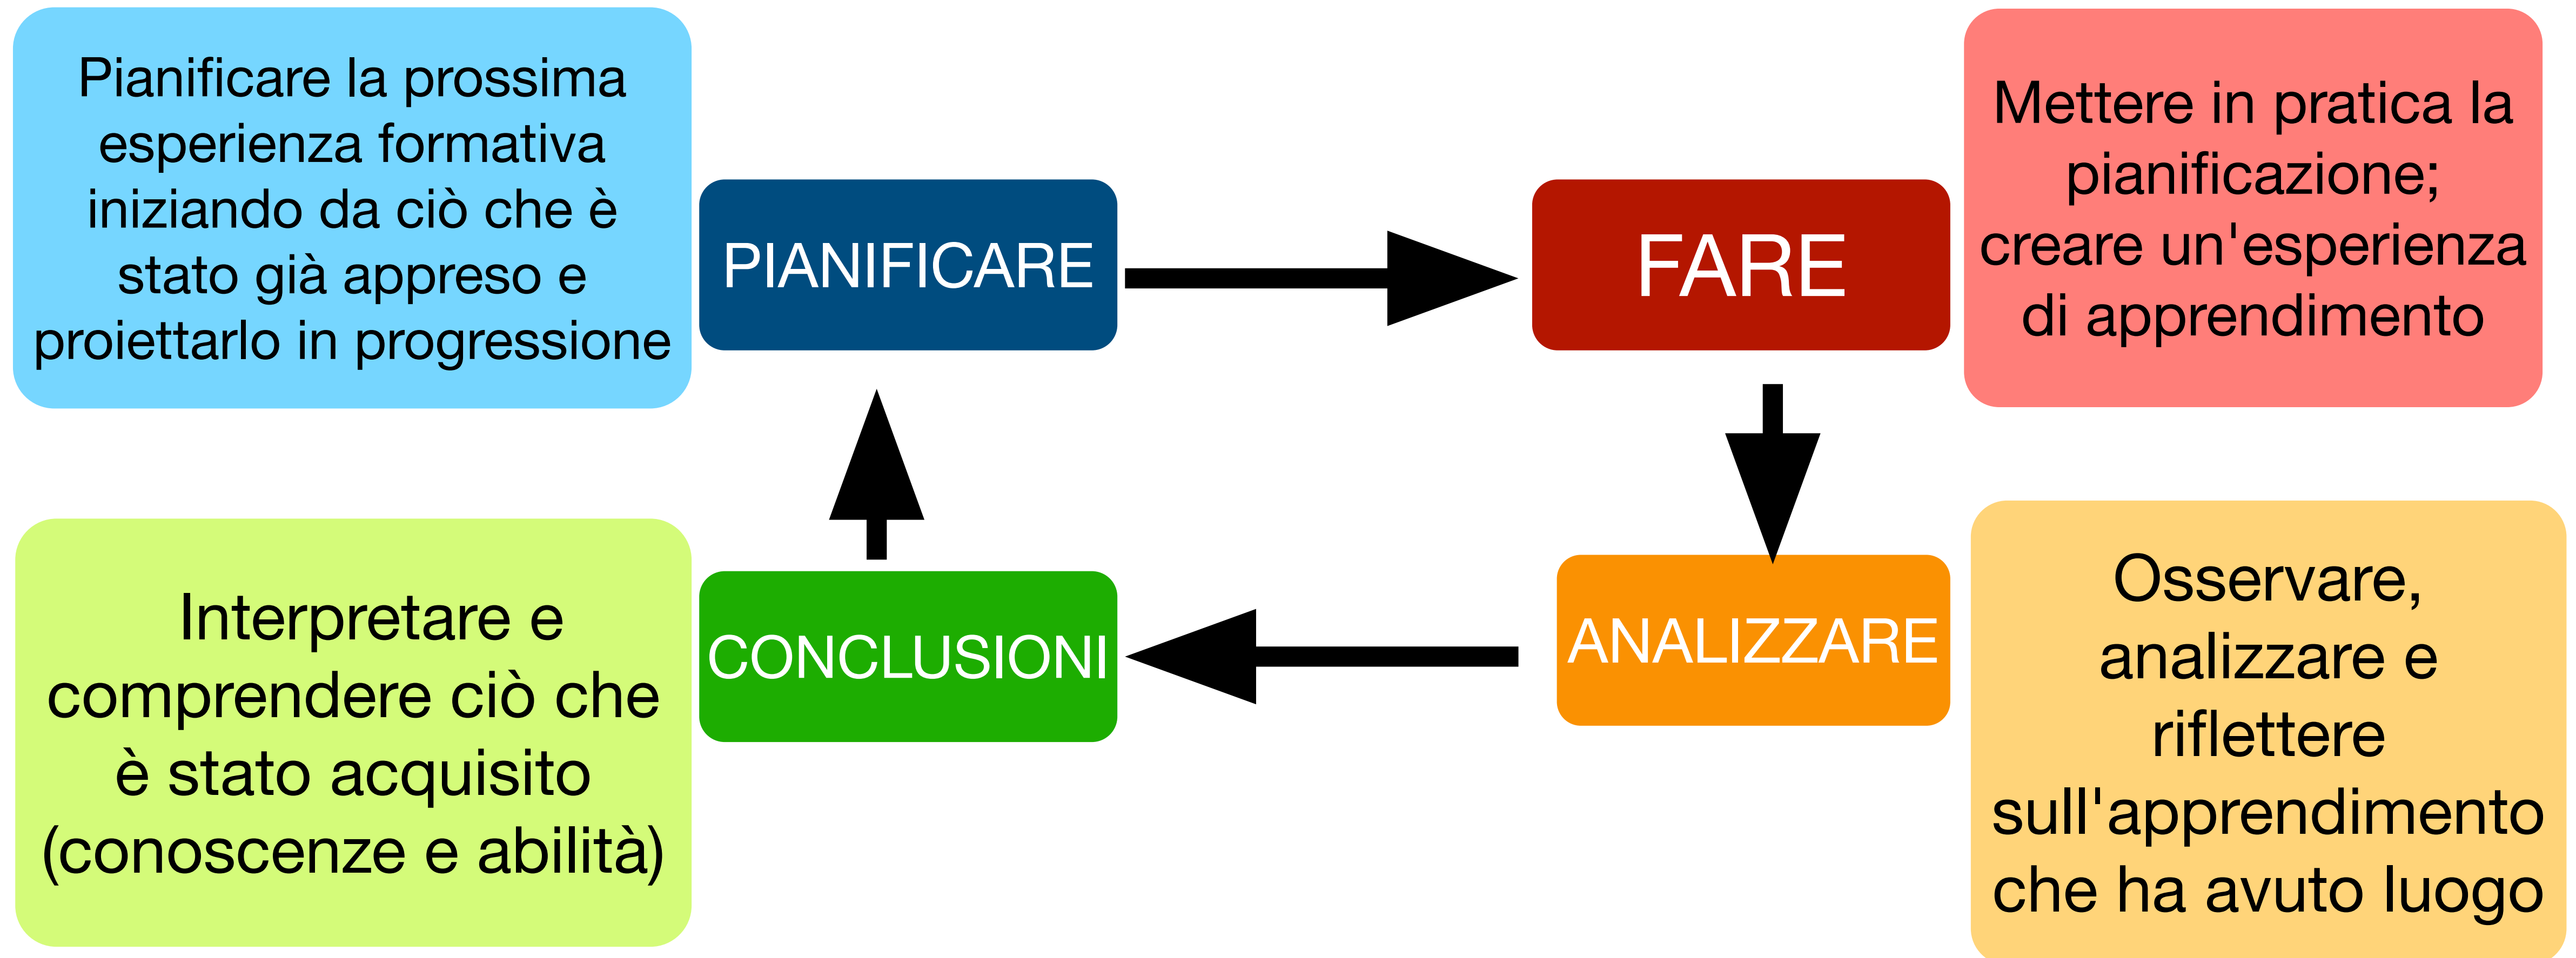 Pianificare la prossima
esperienza formativa
iniziando da ciò che è
stato già appreso e
proiettarlo in progressione
PIANIFICARE
FARE
Mettere in pratica la
pianificazione;
creare un'esperienza
di apprendimento
Interpretare e
comprendere ciò che
è stato acquisito
(conoscenze e abilità)
CONCLUSIONI
ANALIZZARE
Osservare,
analizzare e
riflettere
sull'apprendimento
che ha avuto luogo